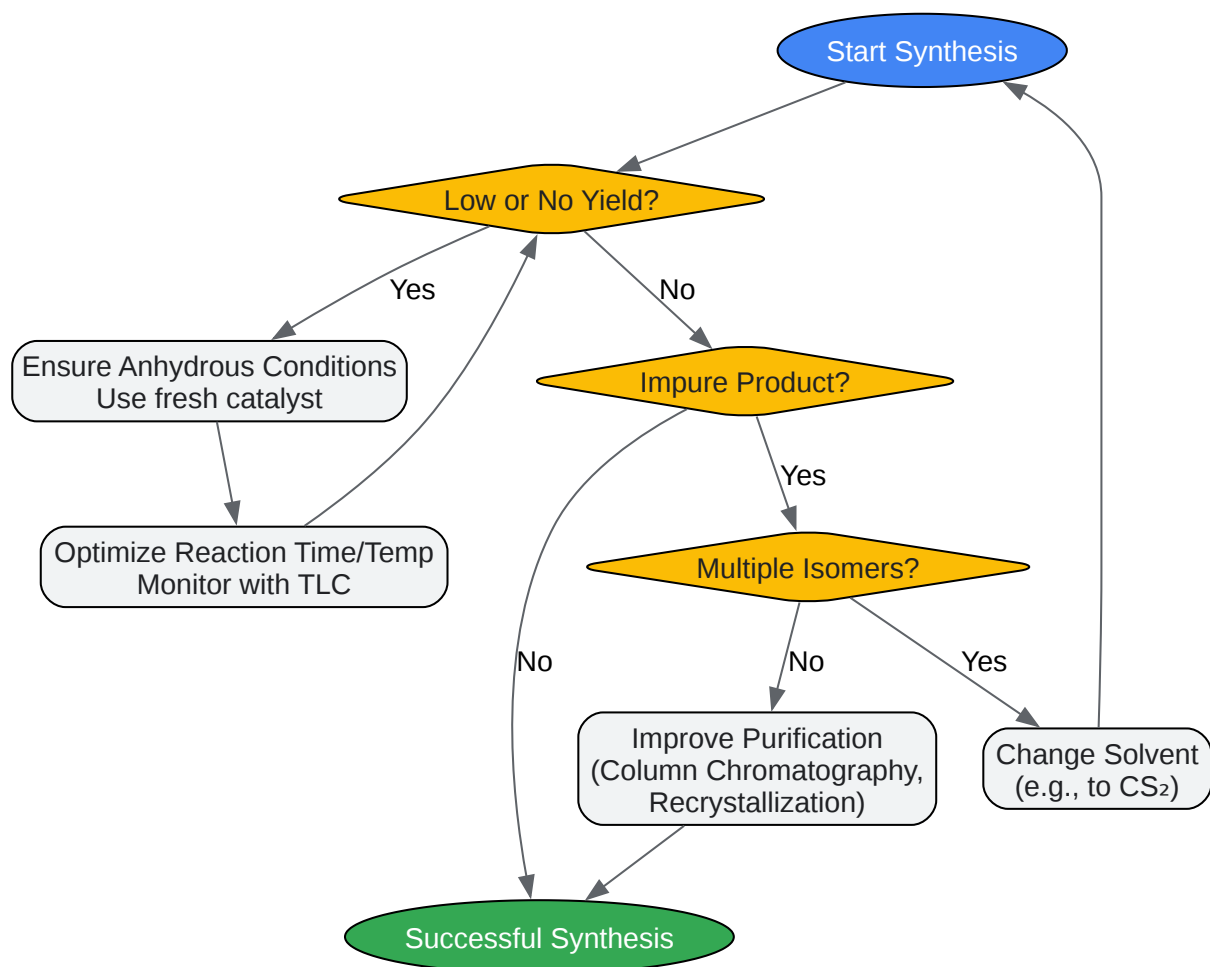 Start Synthesis
Low or No Yield?
Yes
No
Ensure Anhydrous Conditions
Use fresh catalyst
Impure Product?
Yes
Optimize Reaction Time/Temp
Monitor with TLC
Multiple Isomers?
No
No
Yes
Improve Purification
(Column Chromatography,
Recrystallization)
Change Solvent
(e.g., to CS₂)
Successful Synthesis